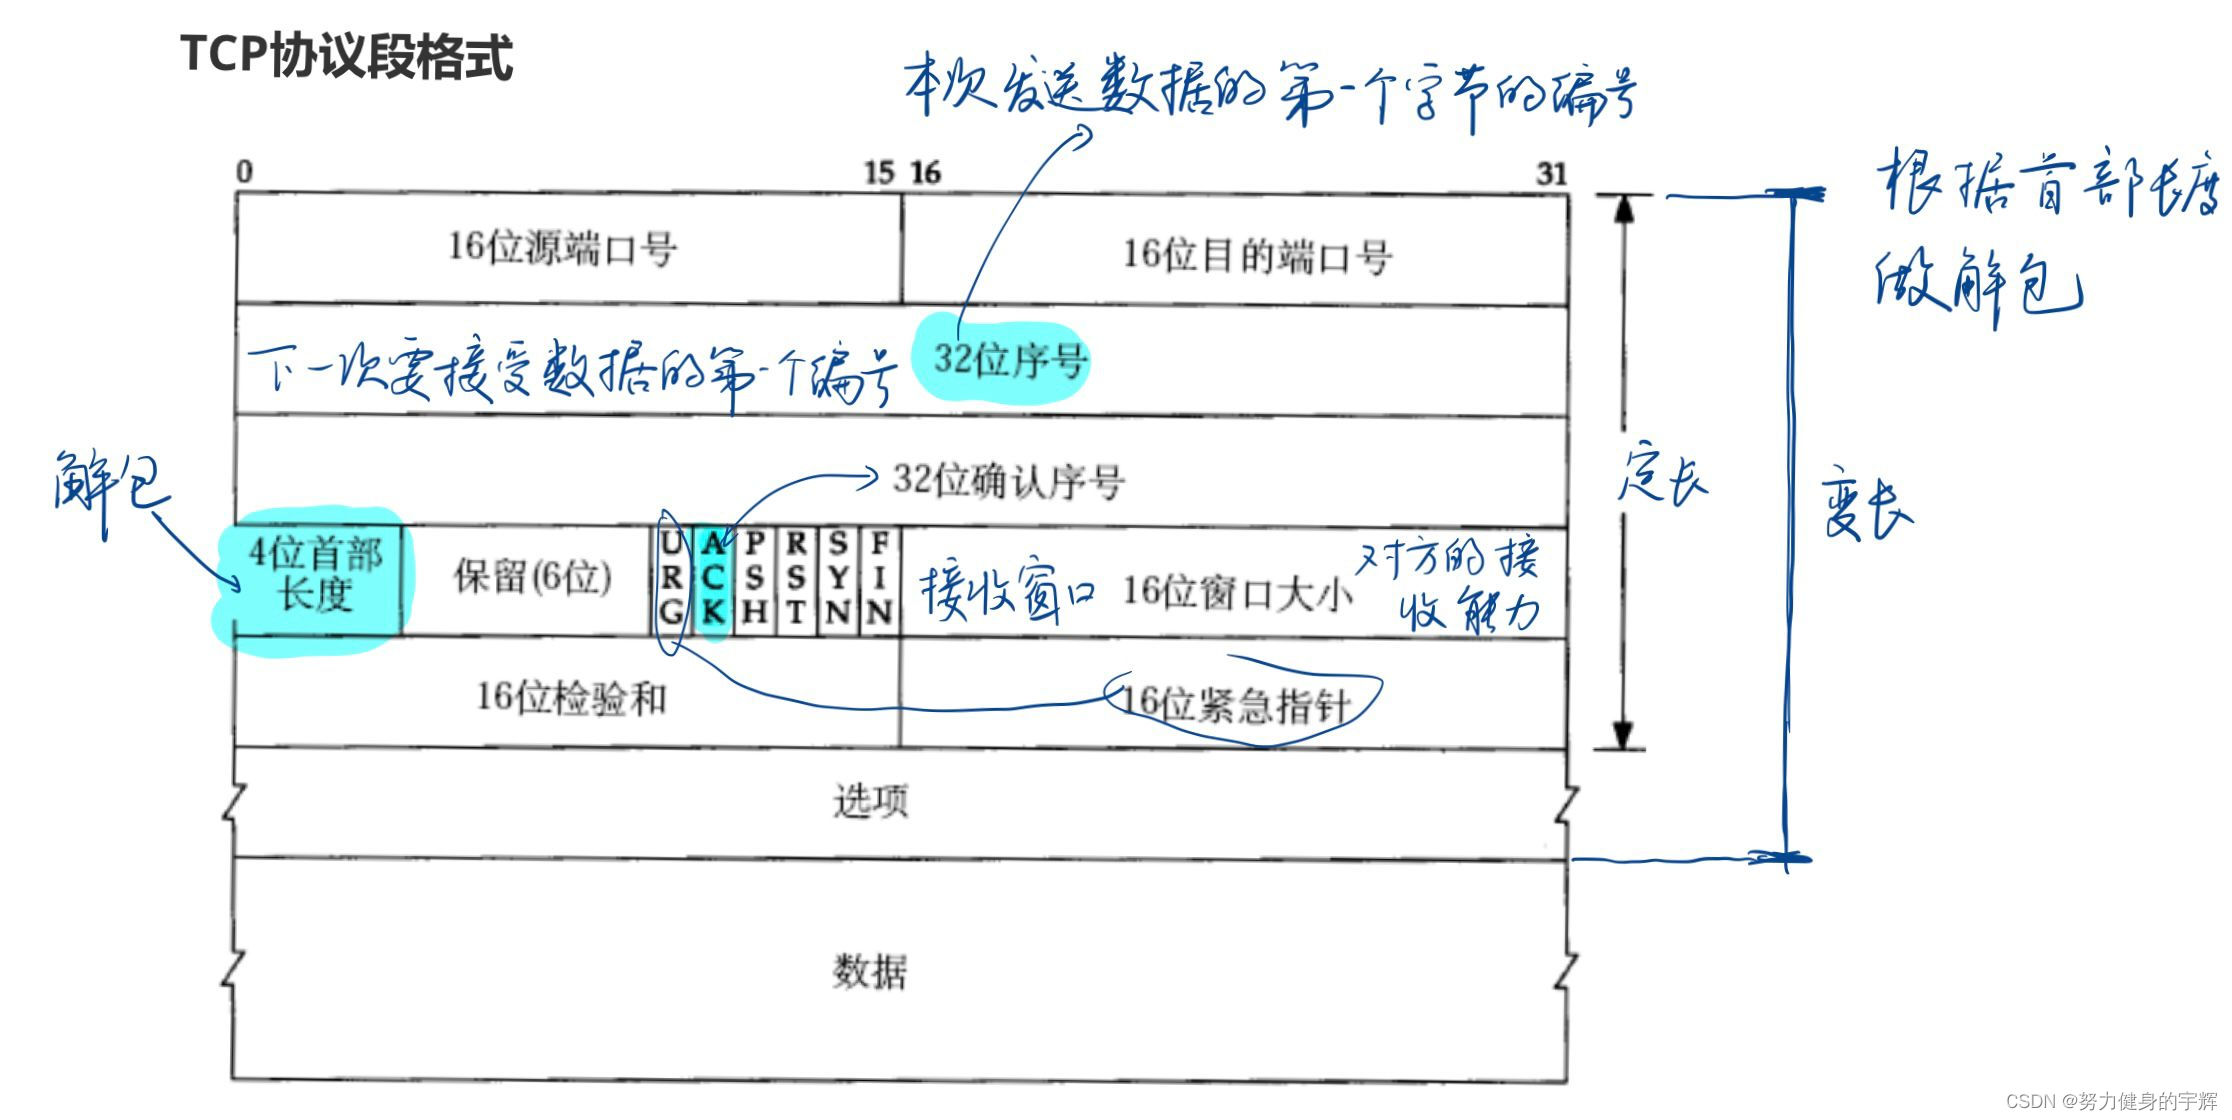 TCP协议段格式
本次发送数据的第一个字节的编号
0
15
16
31
根据首部长度
做解包
16位源端口号
16位目的端口号
下一次要接受数据的第一个编号
32位序号
解包
32位确认序号
定长
变长
4位首部
长度
保留(6位)
URG
ACK
PSH
RST
SYN
FIN
接收窗口
16位窗口大小
对方的接
收能力
16位检验和
16位紧急指针
选项
数据
CSDN @努力健身的宇辉